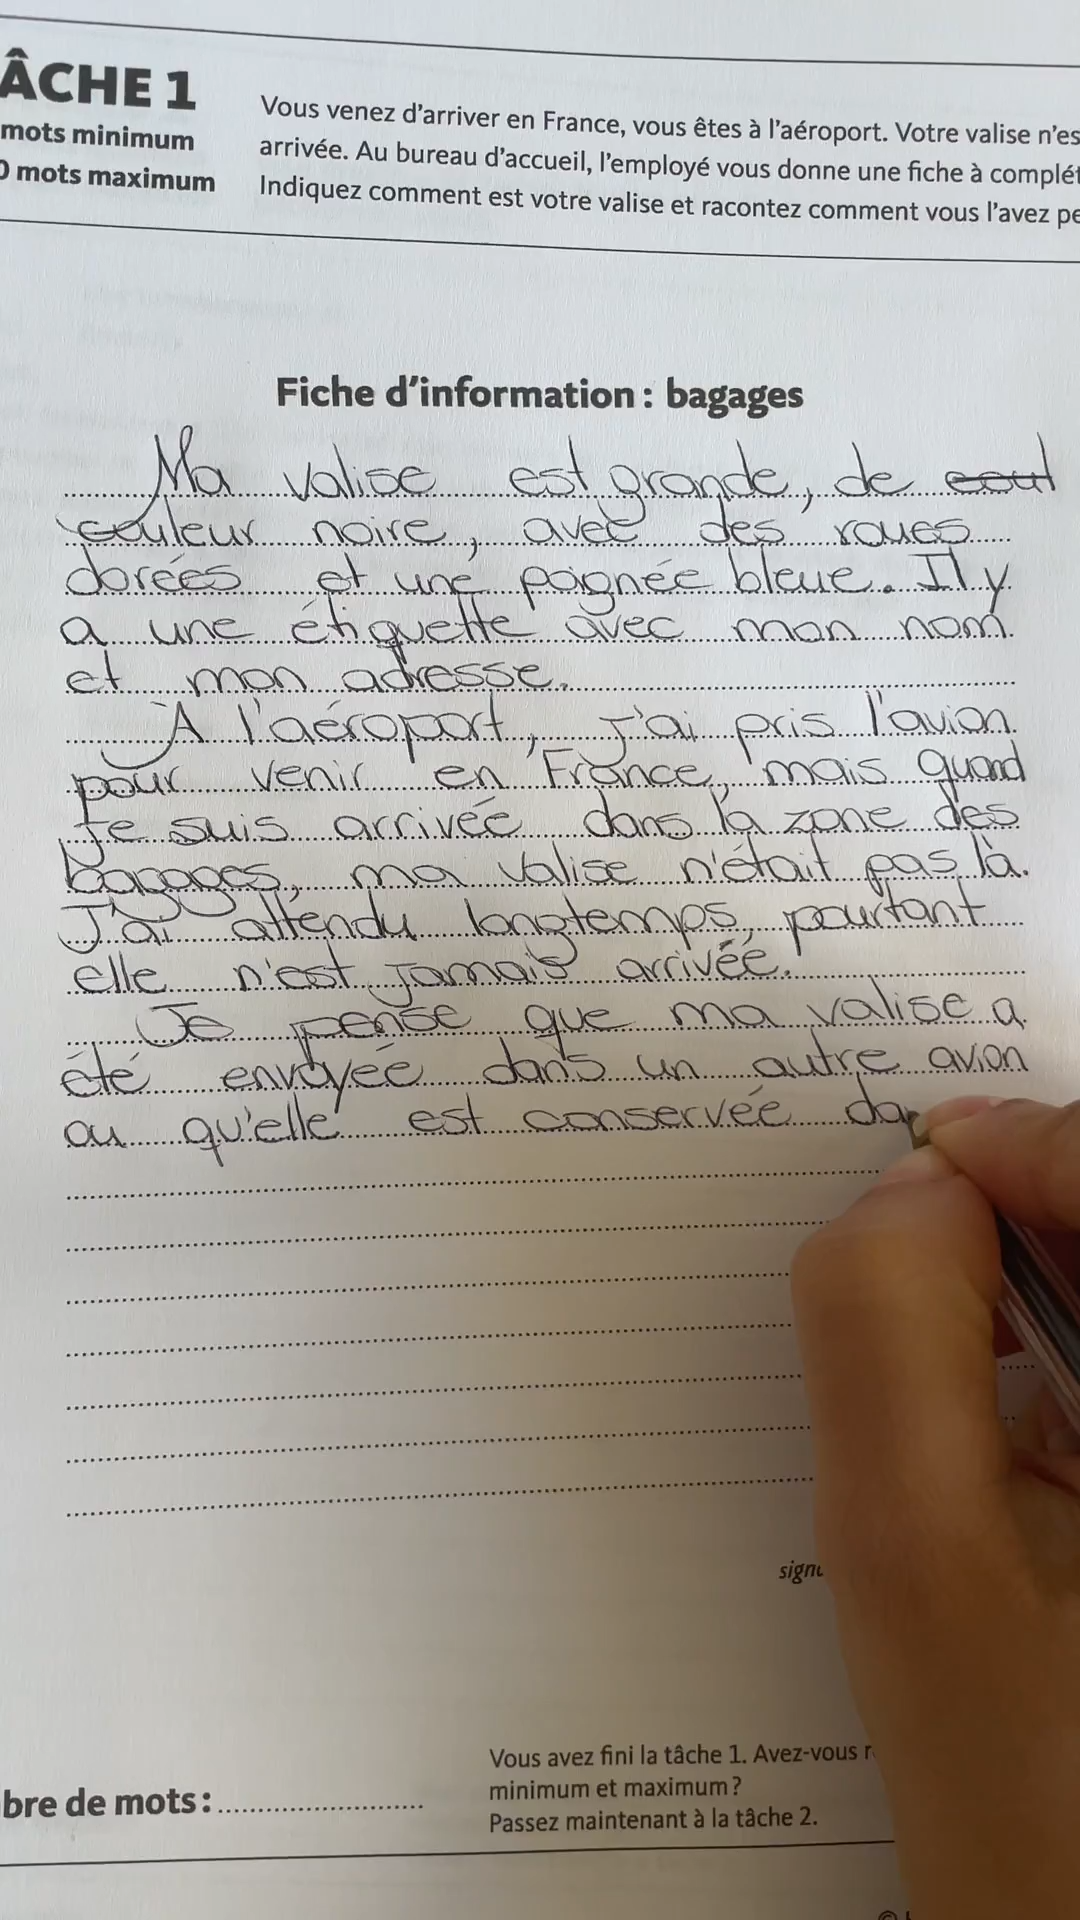 ÂCHE 1
mots minimum
0 mots maximum
Vous venez d'arriver en France, vous êtes à l'aéroport. Votre valise n'es
arrivée. Au bureau d'accueil, l'employé vous donne une fiche à complét
Indiquez comment est votre valise et racontez comment vous l'avez pe
Fiche d'information : bagages
Ma valise est grande, de coul
couleur noire, avec des roues
dorées et une poignée bleue. Il y
a une étiquette avec mon nom
et mon adresse.
À l'aéroport, j'ai pris l'avion
pour venir en France, mais quand
je suis arrivée dans la zone des
bagages, ma valise n'était pas là.
J'ai attendu longtemps, pourtant
elle n'est jamais arrivée.
Je pense que ma valise a
été envoyée dans un autre avion
ou qu'elle est conservée dan
signa
bre de mots :
Vous avez fini la tâche 1. Avez-vous r
minimum et maximum ?
Passez maintenant à la tâche 2.